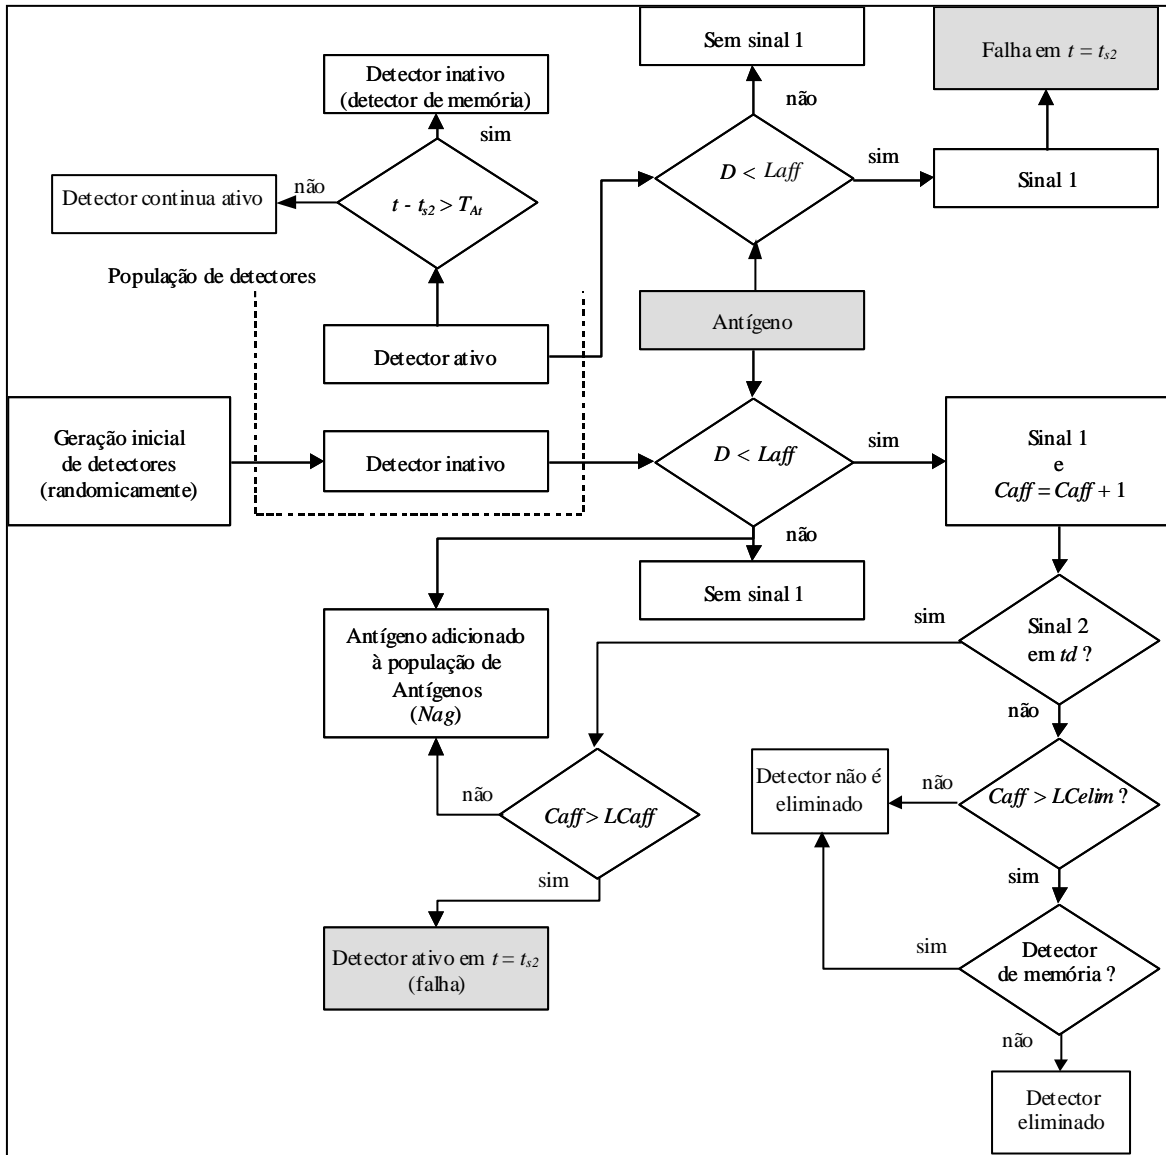 Sem sinal 1
Falha em t = ts2
Detector inativo
(detector de memória)
não
sim
D < Laff
sim
Sinal 1
não
Detector continua ativo
t - ts2 > TAt
População de detectores
Antígeno
Detector ativo
Geração inicial
de detectores
(randomicamente)
Detector inativo
D < Laff
sim
Sinal 1
e
Caff = Caff + 1
não
Sem sinal 1
sim
Antígeno adicionado
à população de
Antígenos
(Nag)
Sinal 2
em td ?
não
Detector não é
eliminado
não
Caff > LCelim ?
não
Caff > LCaff
sim
sim
Detector ativo em t = ts2
(falha)
sim
Detector
de memória ?
não
Detector
eliminado